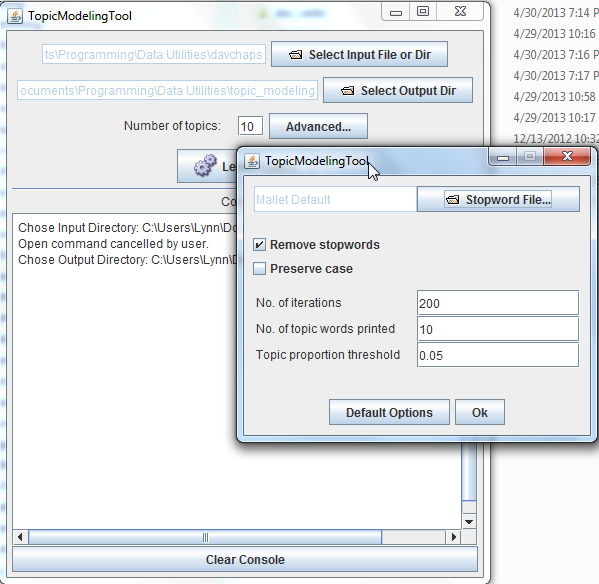 TopicModelingTool
ts\Programming\Data Utilities\davchaps
Select Input File or Dir
ocuments\Programming\Data Utilities\topic_modeling
Select Output Dir
Number of topics:
10
Advanced...
Le
Co
Chose Input Directory: C:\Users\Lynn\Do
Open command cancelled by user.
Chose Output Directory: C:\Users\Lynn\D
Clear Console
TopicModelingTool
Mallet Default
Stopword File...
Remove stopwords
Preserve case
No. of iterations
200
No. of topic words printed
10
Topic proportion threshold
0.05
Default Options
Ok
4/30/2013 7:14 P
4/29/2013 10:16
4/30/2013 7:16 P
4/30/2013 7:17 P
4/29/2013 10:58
4/29/2013 10:17
12/13/2012 10:32